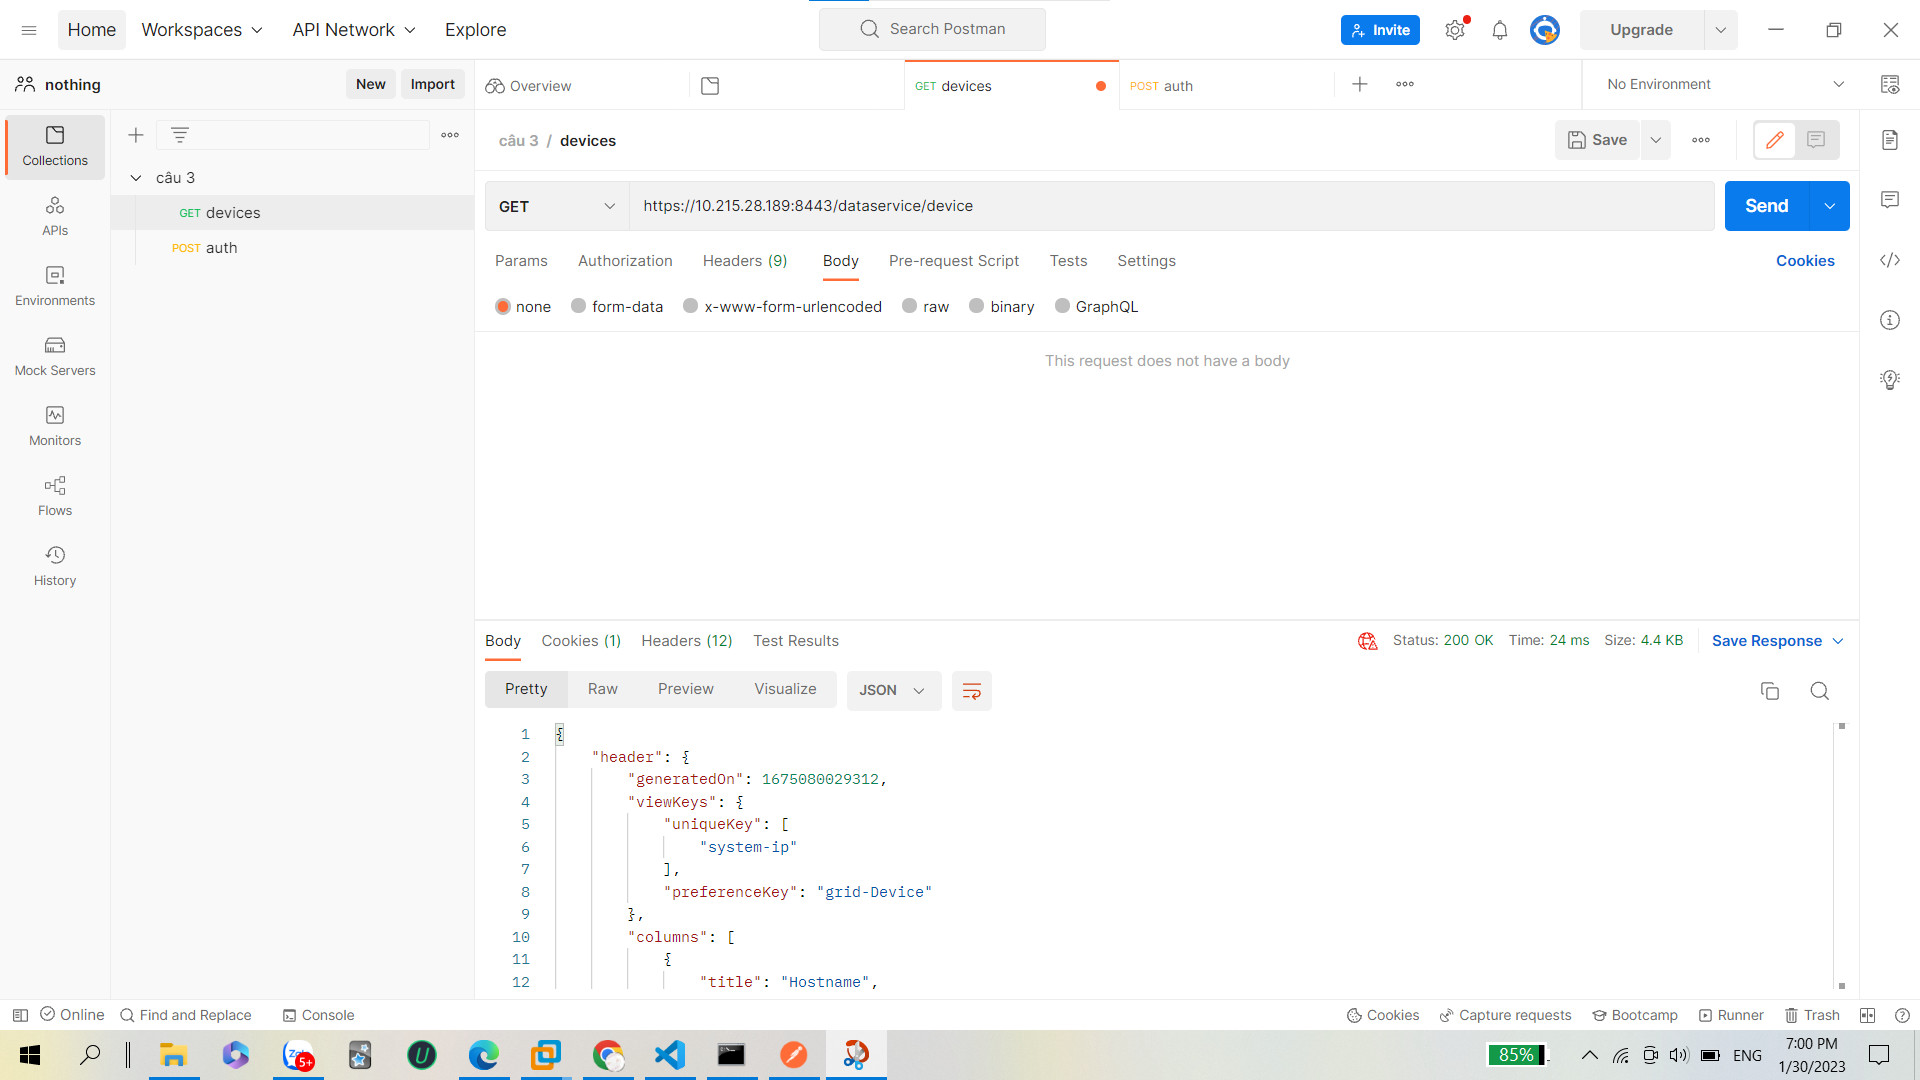 Home
Workspaces
API Network
Explore
Search Postman
Invite
Upgrade
nothing
New
Import
Overview
GET devices
POST auth
No Environment
Collections
APIs
Environments
Mock Servers
Monitors
Flows
History
câu 3
GET devices
POST auth
câu 3 / devices
Save
GET
https://10.215.28.189:8443/dataservice/device
Send
Params
Authorization
Headers (9)
Body
Pre-request Script
Tests
Settings
Cookies
none
form-data
x-www-form-urlencoded
raw
binary
GraphQL
This request does not have a body
Body
Cookies (1)
Headers (12)
Test Results
Status: 200 OK
Time: 24 ms
Size: 4.4 KB
Save Response
Pretty
Raw
Preview
Visualize
JSON
1 {
2 "header": {
3 "generatedOn": 1675080029312,
4 "viewKeys": {
5 "uniqueKey": [
6 "system-ip"
7 ],
8 "preferenceKey": "grid-Device"
9 },
10 "columns": [
11 {
12 "title": "Hostname",
Online
Find and Replace
Console
Cookies
Capture requests
Bootcamp
Runner
Trash
5+
U
85%
ENG
7:00 PM
1/30/2023